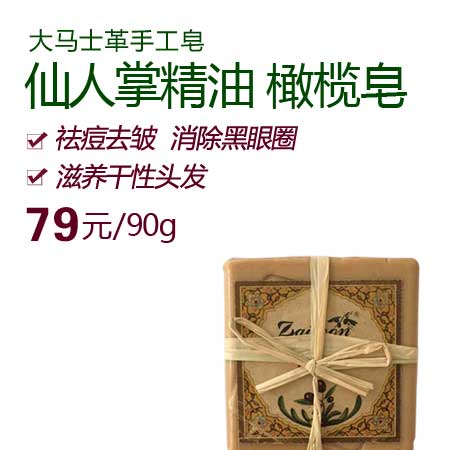 大马士革手工皂
仙人掌精油 橄榄皂
祛痘去皱 消除黑眼圈
滋养干性头发
79元/90g